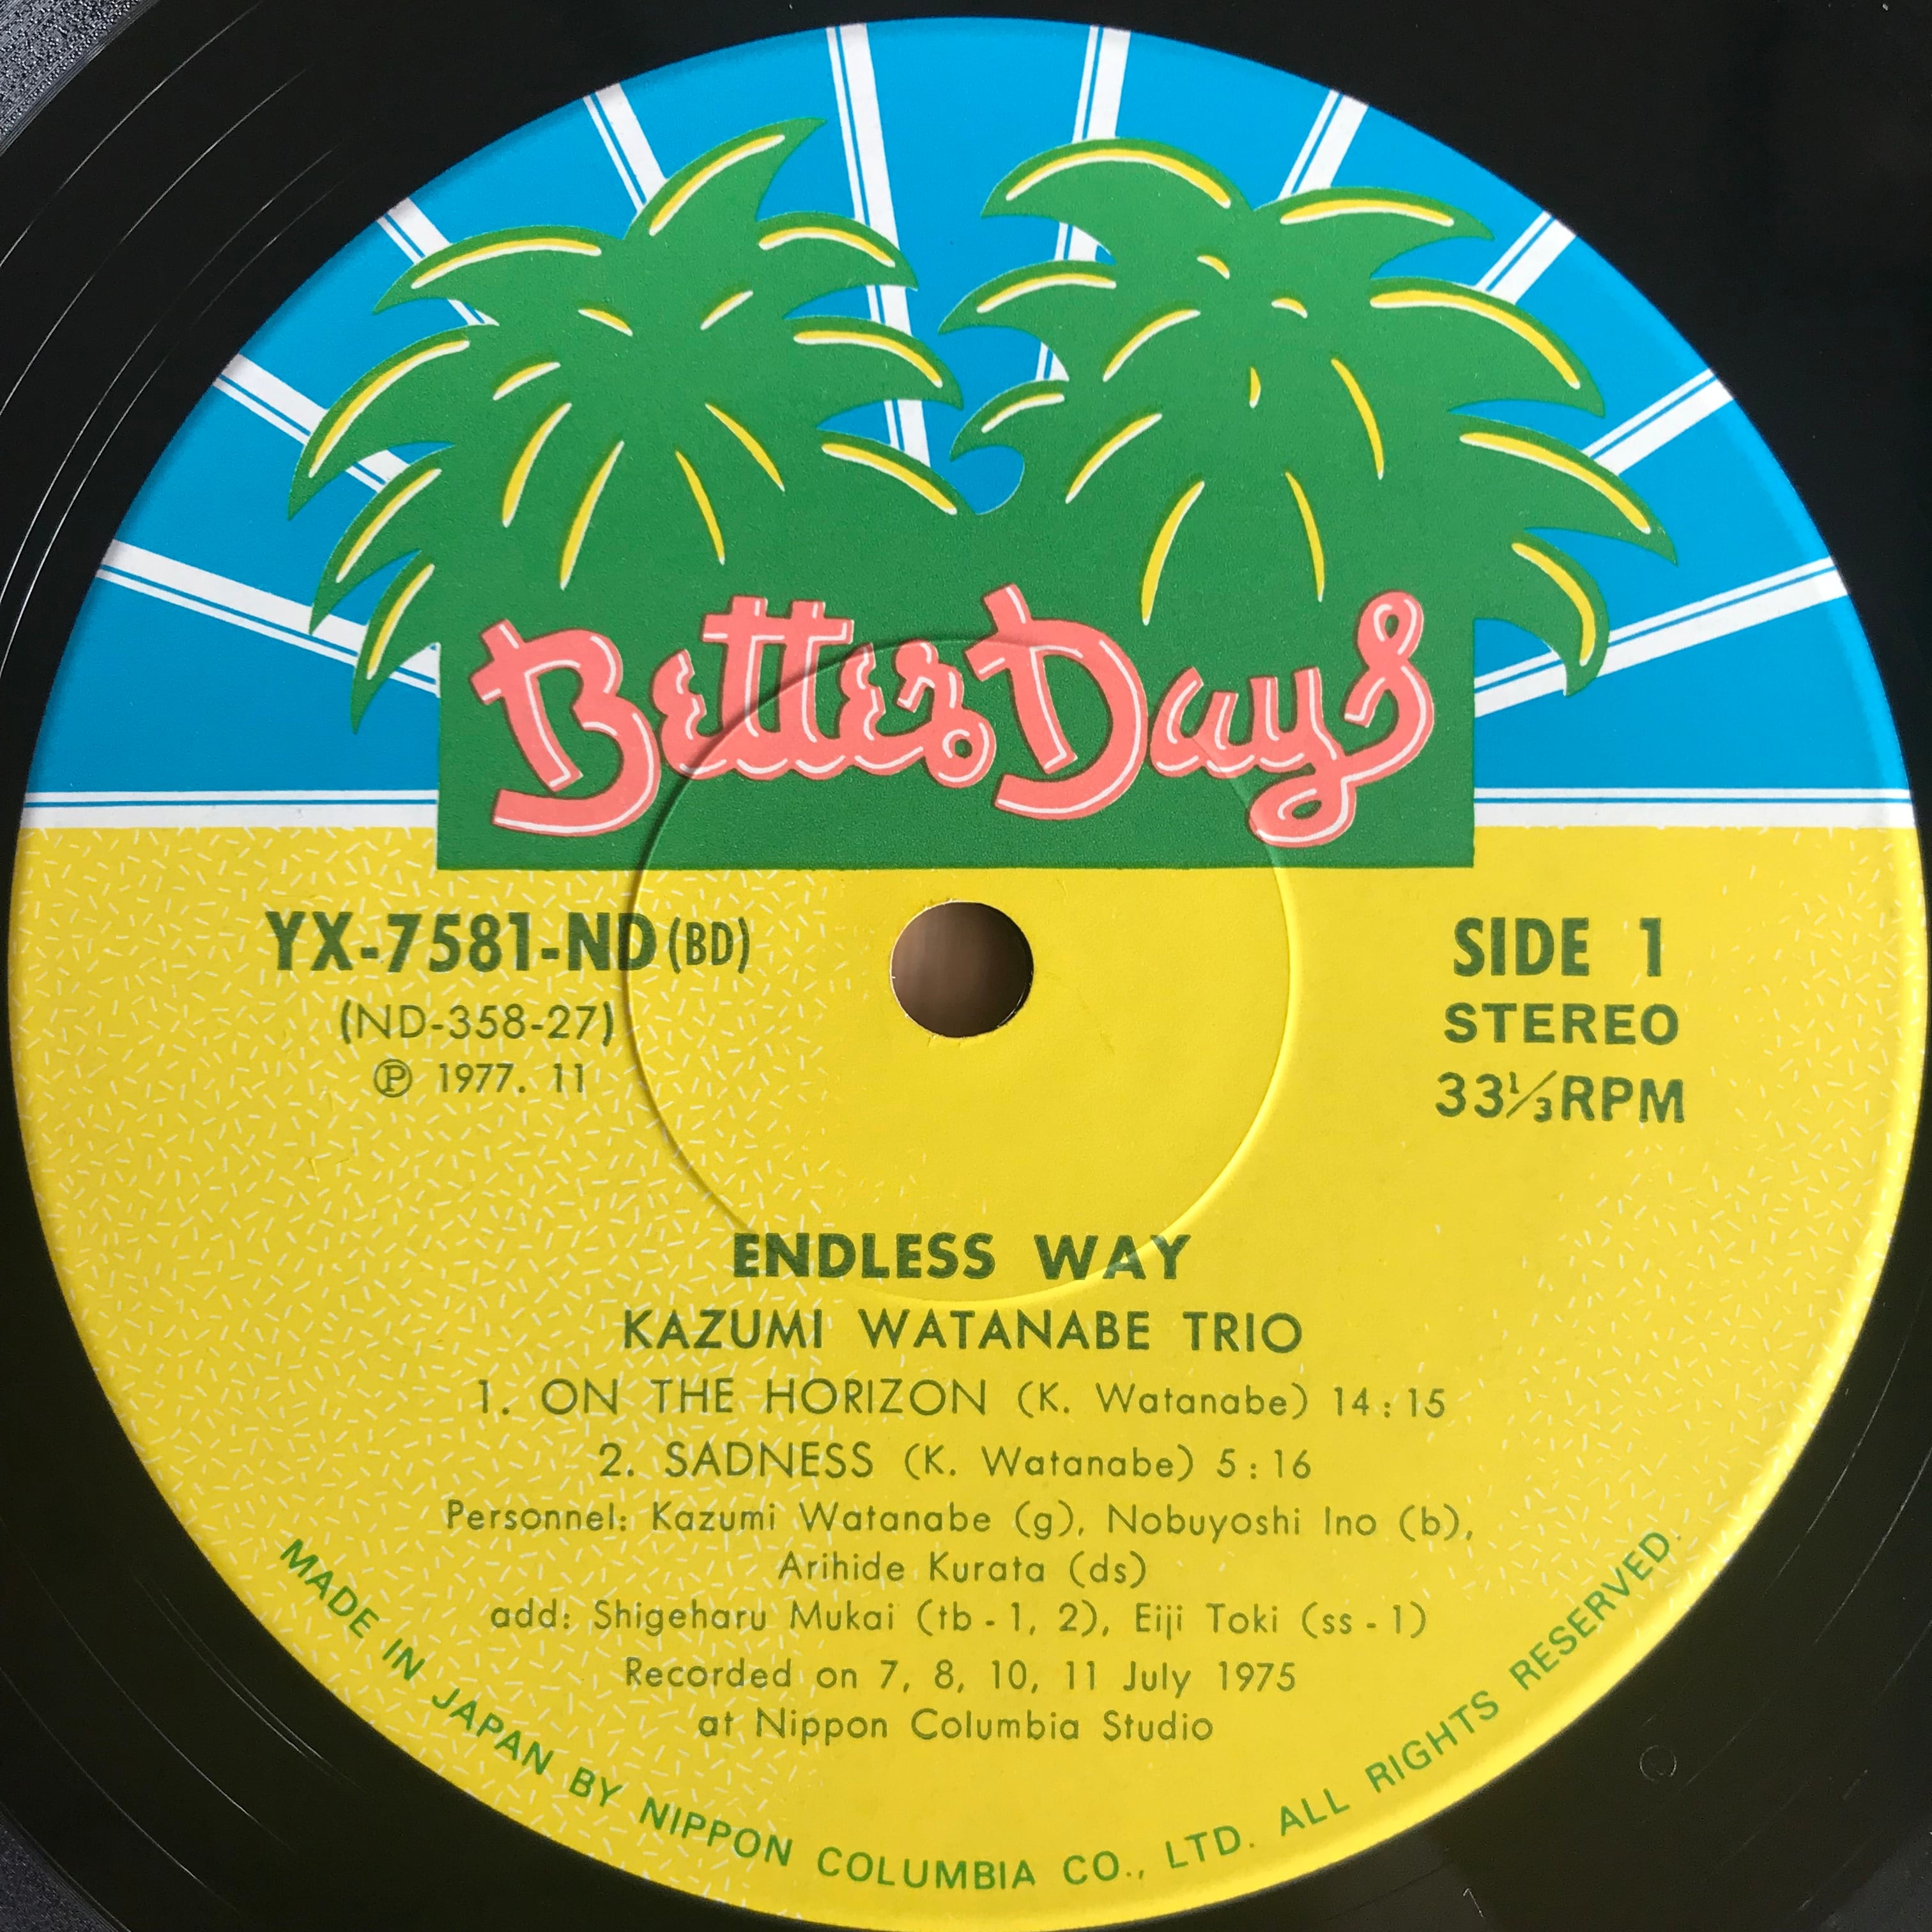 Better Days
YX-7581-ND (BD)
(ND-358-27)
℗ 1977. 11
SIDE 1
STEREO
33⅓RPM
ENDLESS WAY
KAZUMI WATANABE TRIO
1. ON THE HORIZON (K. Watanabe) 14:15
2. SADNESS (K. Watanabe) 5:16
Personnel: Kazumi Watanabe (g), Nobuyoshi Ino (b),
Arihide Kurata (ds)
add: Shigeharu Mukai (tb - 1, 2), Eiji Toki (ss - 1)
Recorded on 7, 8, 10, 11 July 1975
at Nippon Columbia Studio
MADE IN JAPAN BY NIPPON COLUMBIA CO., LTD. ALL RIGHTS RESERVED.